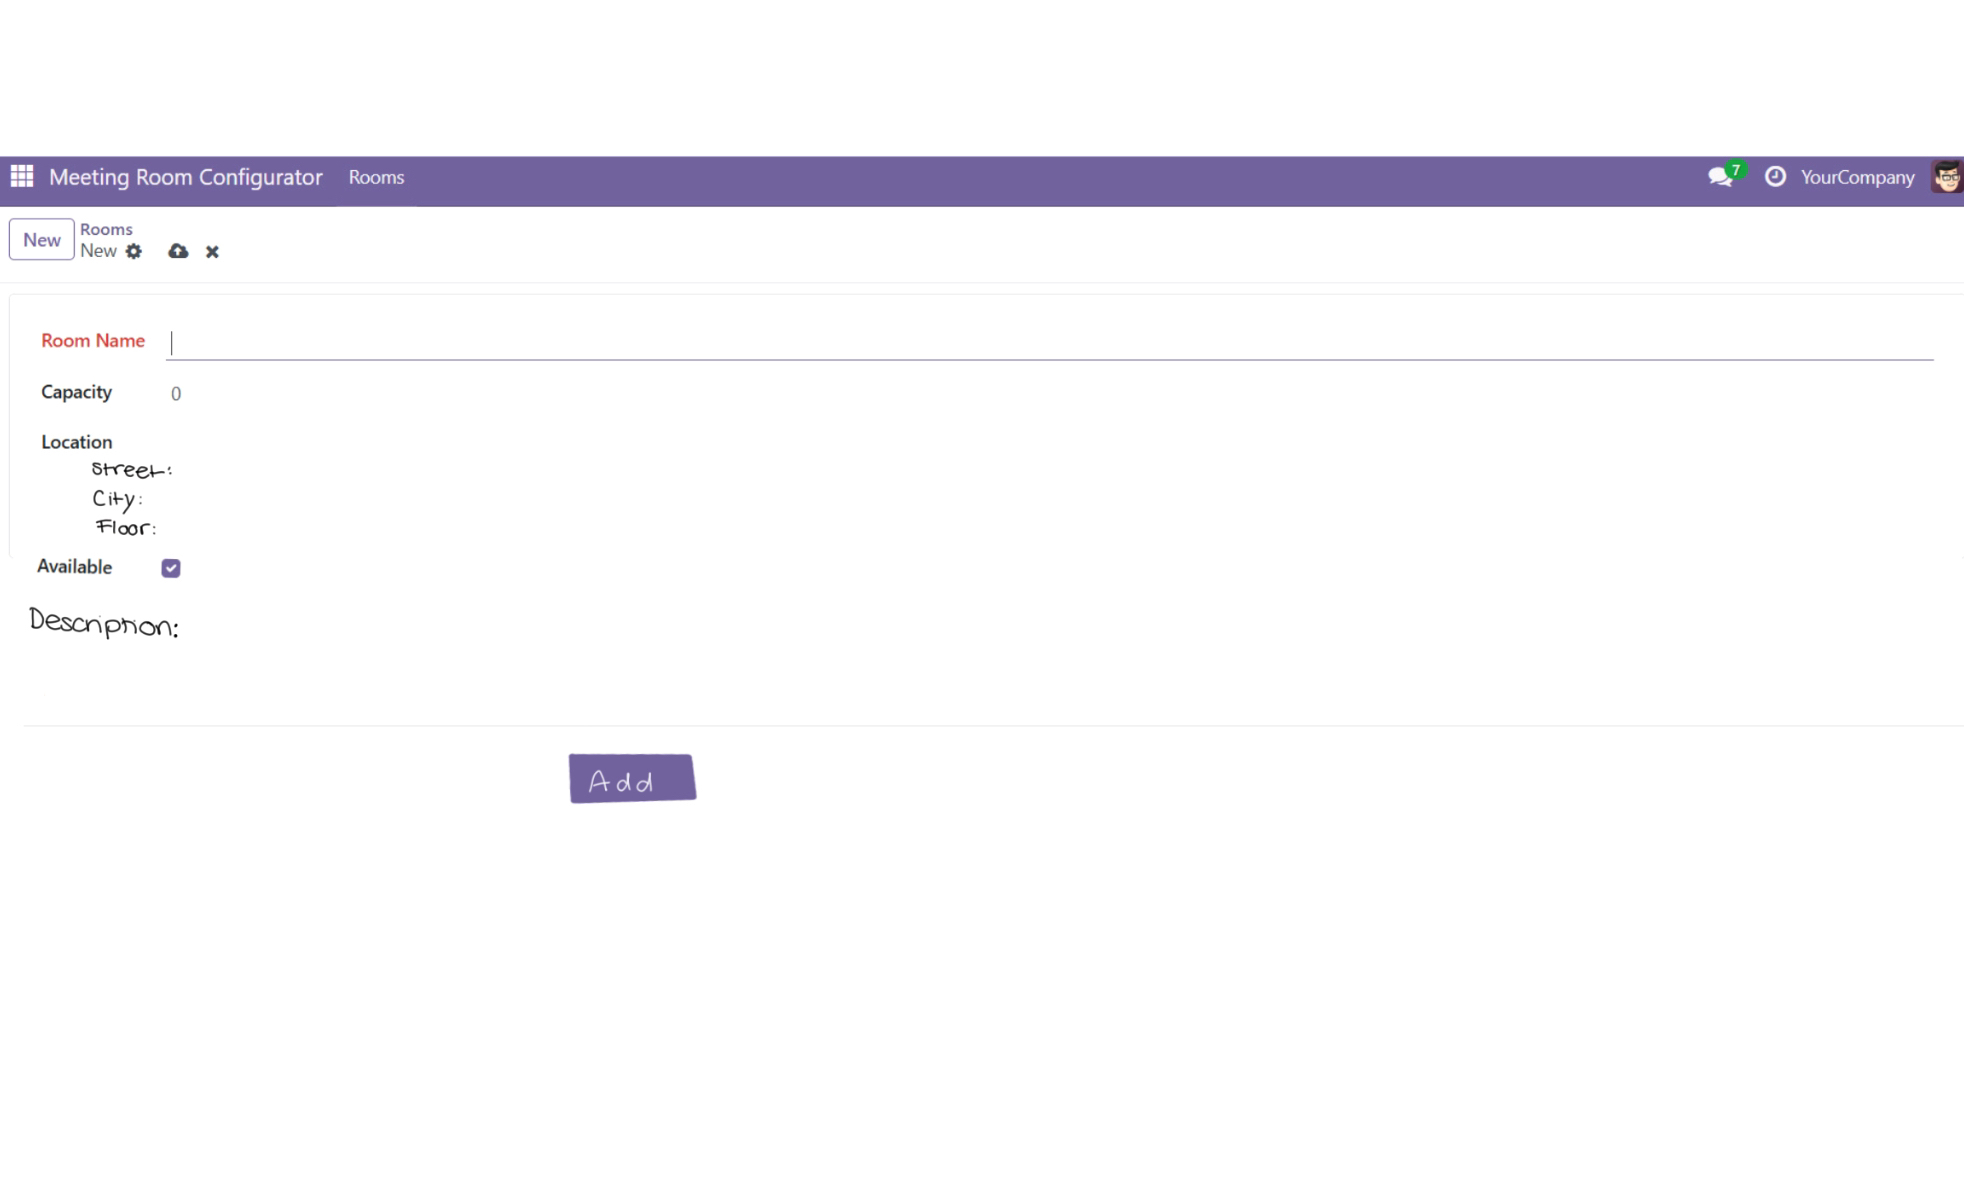 Meeting Room Configurator Rooms 7 YourCompany
New Rooms
New
Room Name
Capacity 0
Location
Street:
City:
Floor:
Available
Description:
Add